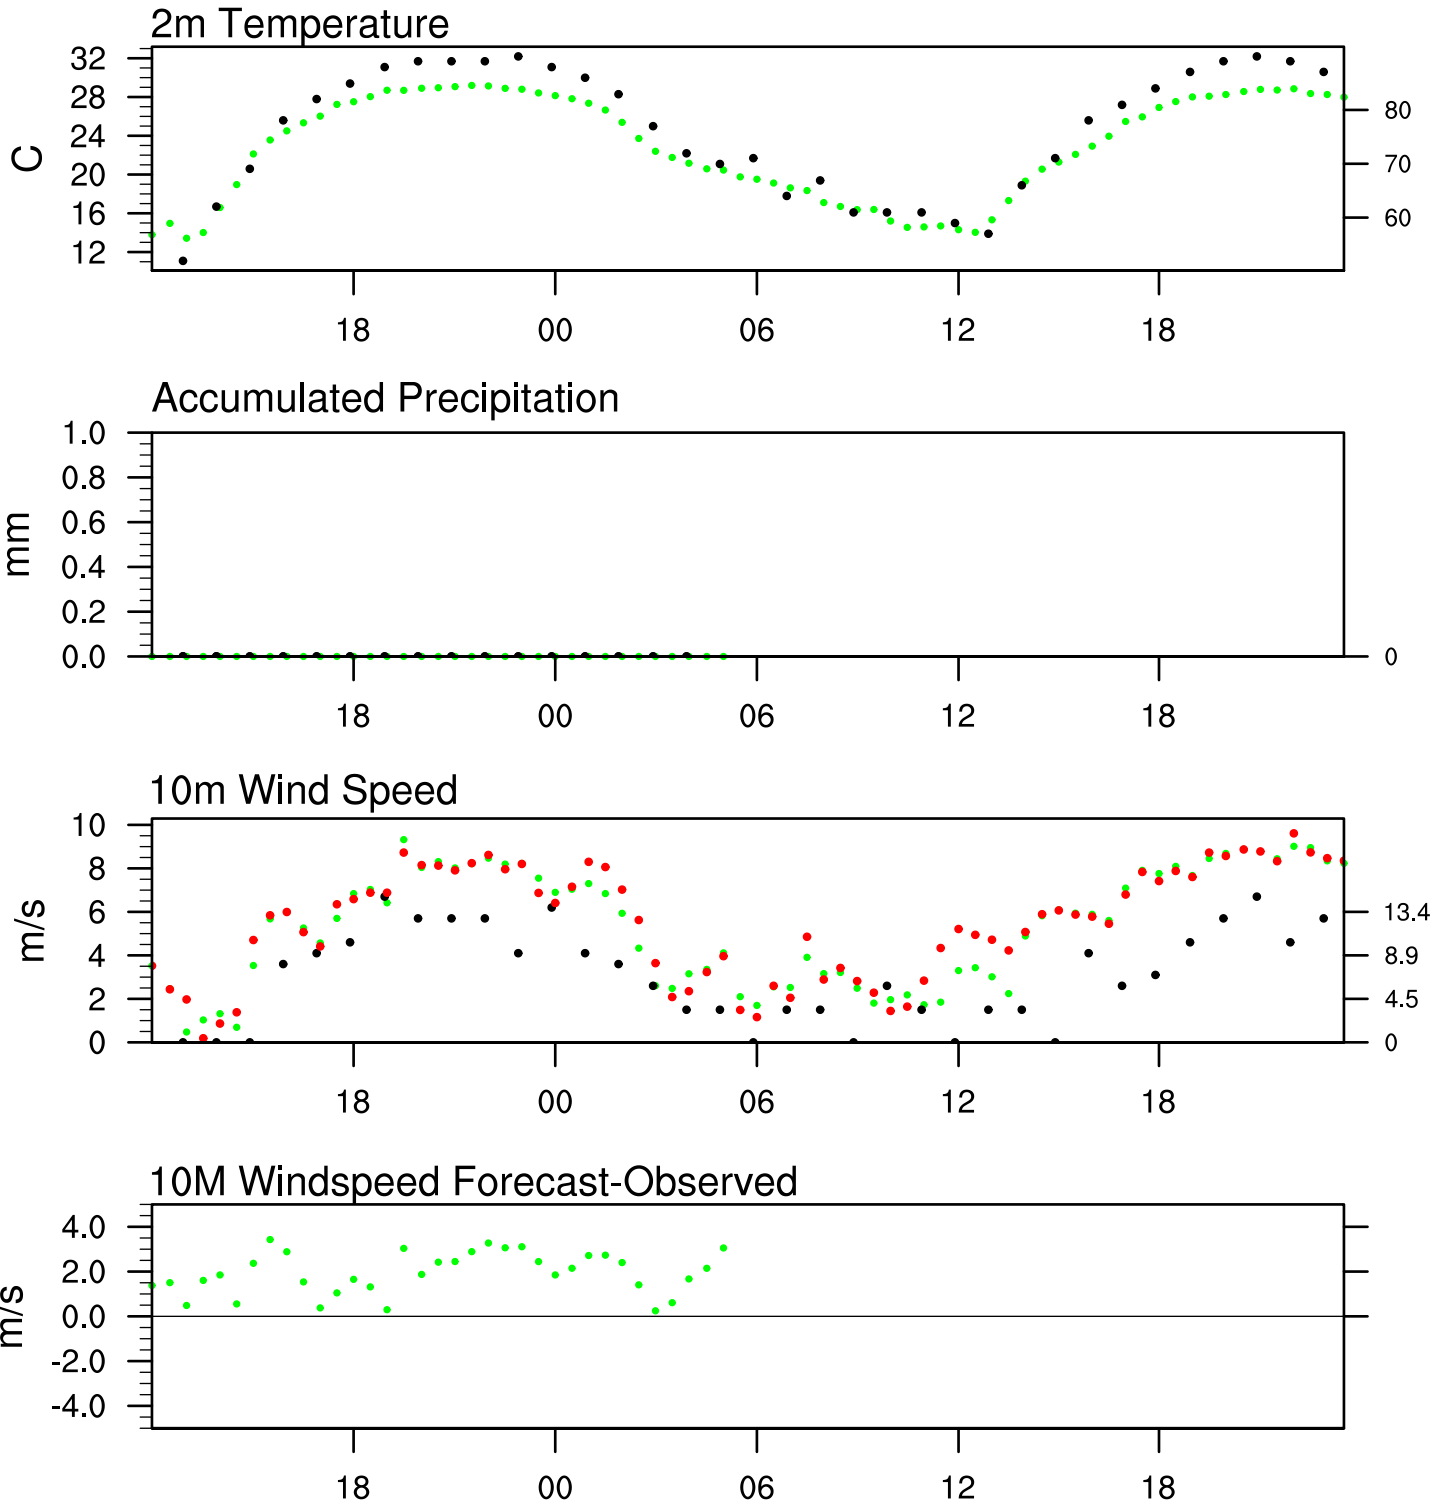 2m Temperature
32
28
24
20
16
12
C
80
70
60
18 00 06 12 18
Accumulated Precipitation
1.0
0.8
0.6
0.4
0.2
0.0
mm
0
18 00 06 12 18
10m Wind Speed
10
8
6
4
2
0
m/s
13.4
8.9
4.5
0
18 00 06 12 18
10M Windspeed Forecast-Observed
4.0
2.0
0.0
-2.0
-4.0
m/s
18 00 06 12 18